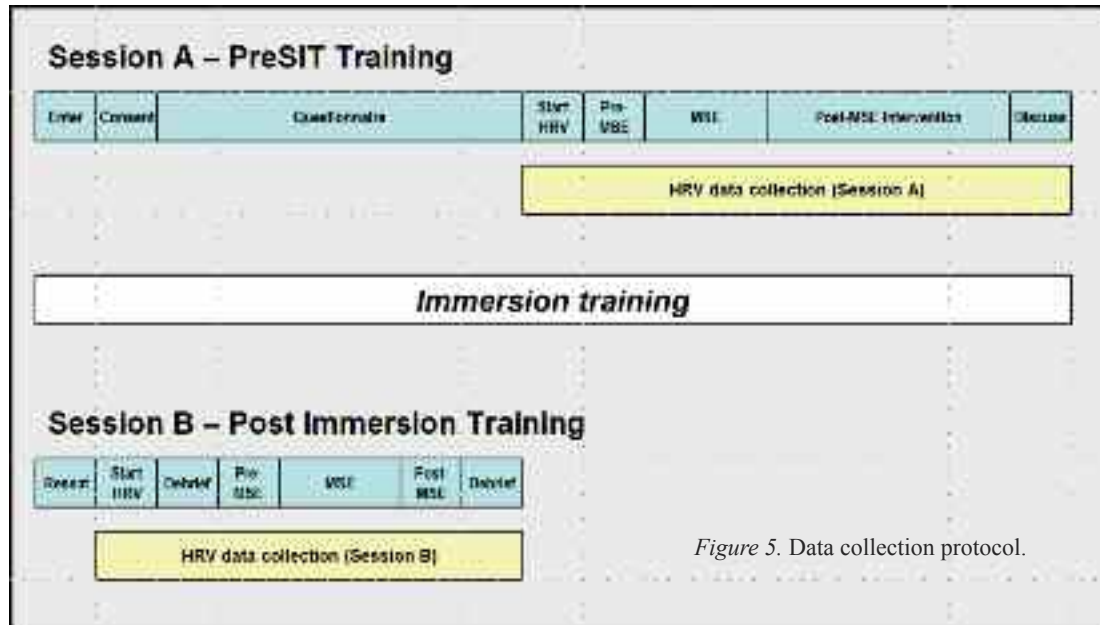 Session A – PreSIT Training
Enter Consent Questionnaire Start HRV Pre-MSE MSE Post-MSE Intervention Discuss
HRV data collection (Session A)
Immersion training
Session B – Post Immersion Training
Start HRV Debrief Pre MSE MSE Post MSE Debrief
HRV data collection (Session B)
Figure 5. Data collection protocol.